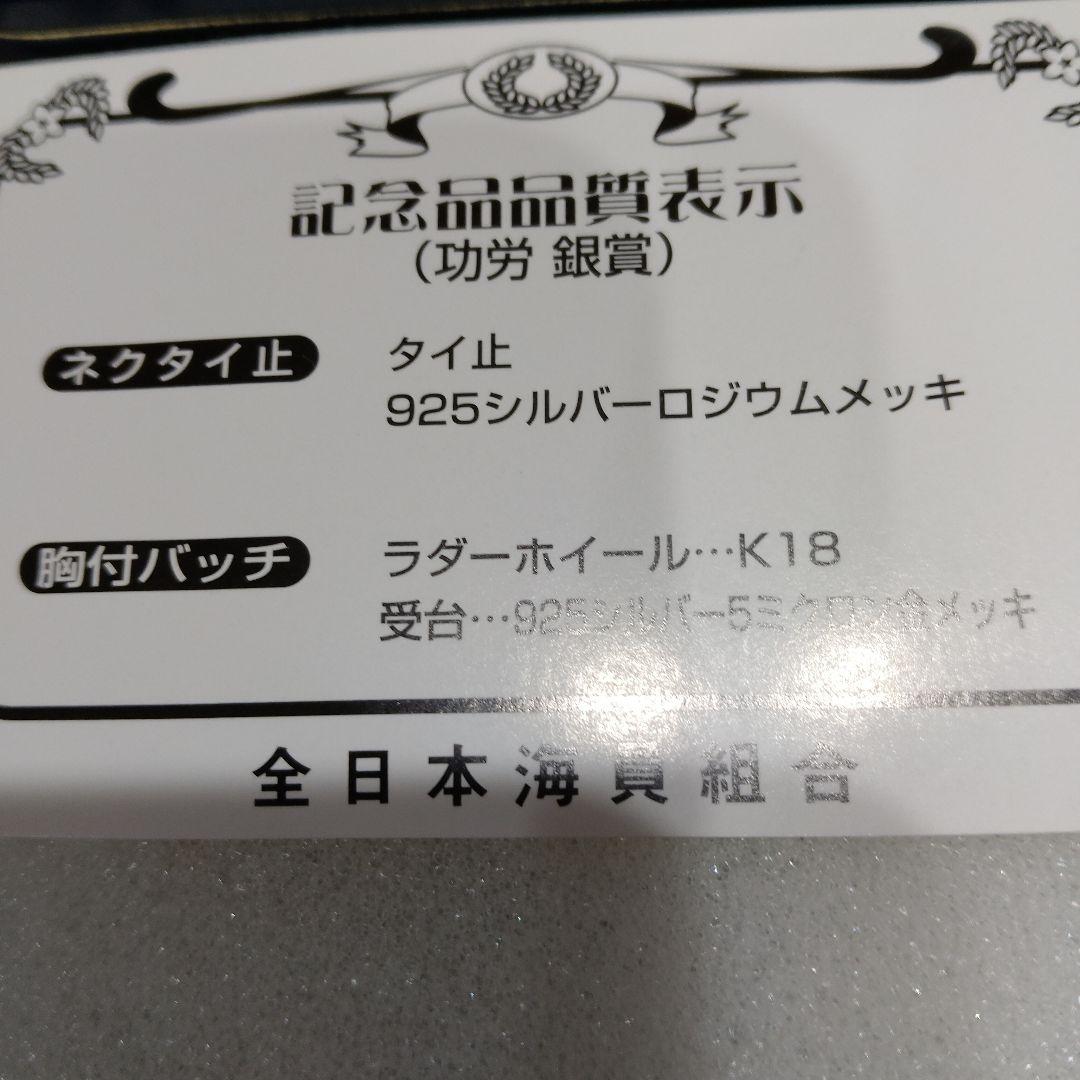 記念品品質表示
（功労 銀賞）
ネクタイ止
タイ止
925シルバーロジウムメッキ
胸付バッチ
ラダーホイール…K18
受台…925シルバー5ミクロン金メッキ
全日本海員組合